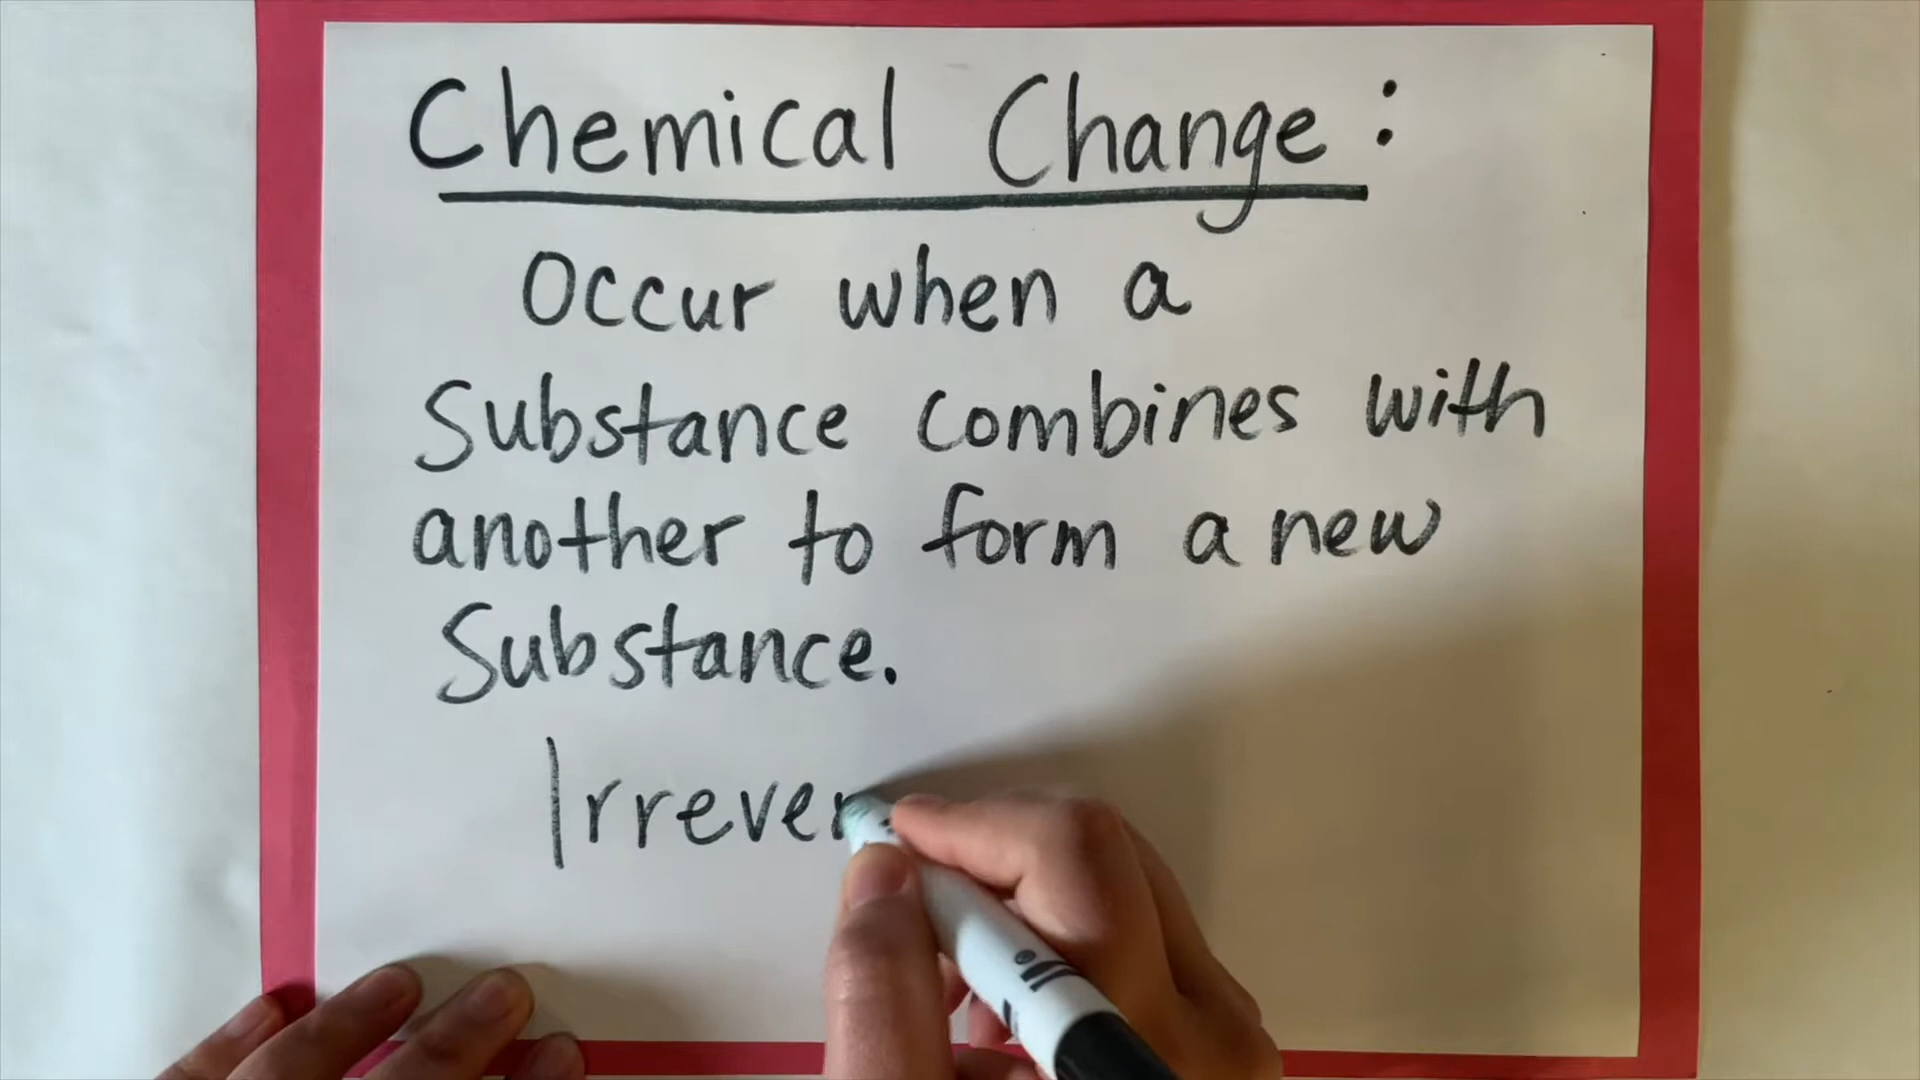 Chemical Change:
Occur when a
Substance combines with
another to form a new
Substance.
Irrever